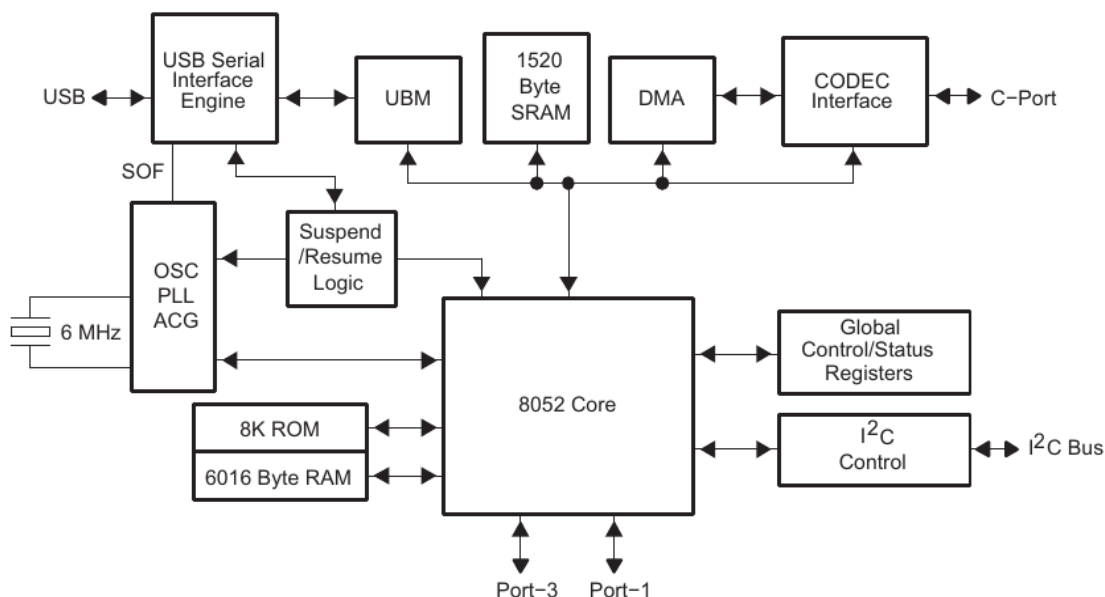 USB Serial
Interface
Engine
USB
UBM
1520
Byte
SRAM
DMA
CODEC
Interface
C−Port
SOF
OSC
PLL
ACG
6 MHz
Suspend
/Resume
Logic
8052 Core
Global
Control/Status
Registers
8K ROM
6016 Byte RAM
I²C
Control
I²C Bus
Port−3
Port−1